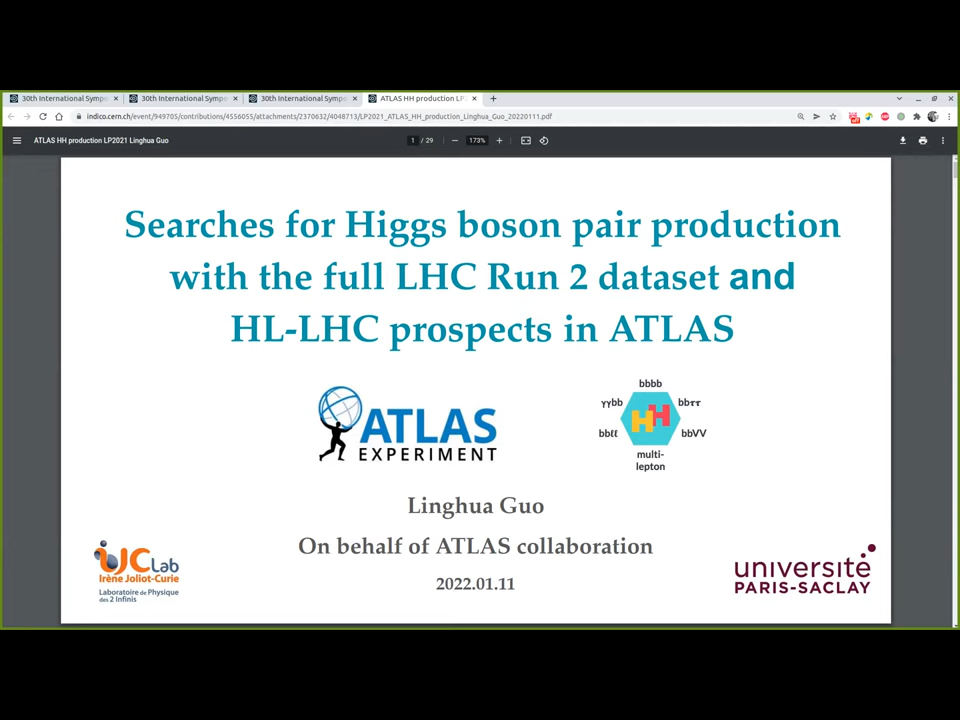 30th International Sympo
30th International Sympo
30th International Sympo
ATLAS HH production LP
indico.cern.ch/event/949705/contributions/4556055/attachments/2370632/4048713/LP2021_ATLAS_HH_production_Linghua_Guo_20220111.pdf
ATLAS HH production LP2021 Linghua Guo
1 / 29
173%
Searches for Higgs boson pair production
with the full LHC Run 2 dataset and
HL-LHC prospects in ATLAS
ATLAS
EXPERIMENT
bbbb
γγbb
bbττ
HH
bbℓℓ
bbVV
multi-
lepton
Linghua Guo
On behalf of ATLAS collaboration
2022.01.11
IJCLab
Irène Joliot-Curie
Laboratoire de Physique
des 2 Infinis
université
PARIS-SACLAY